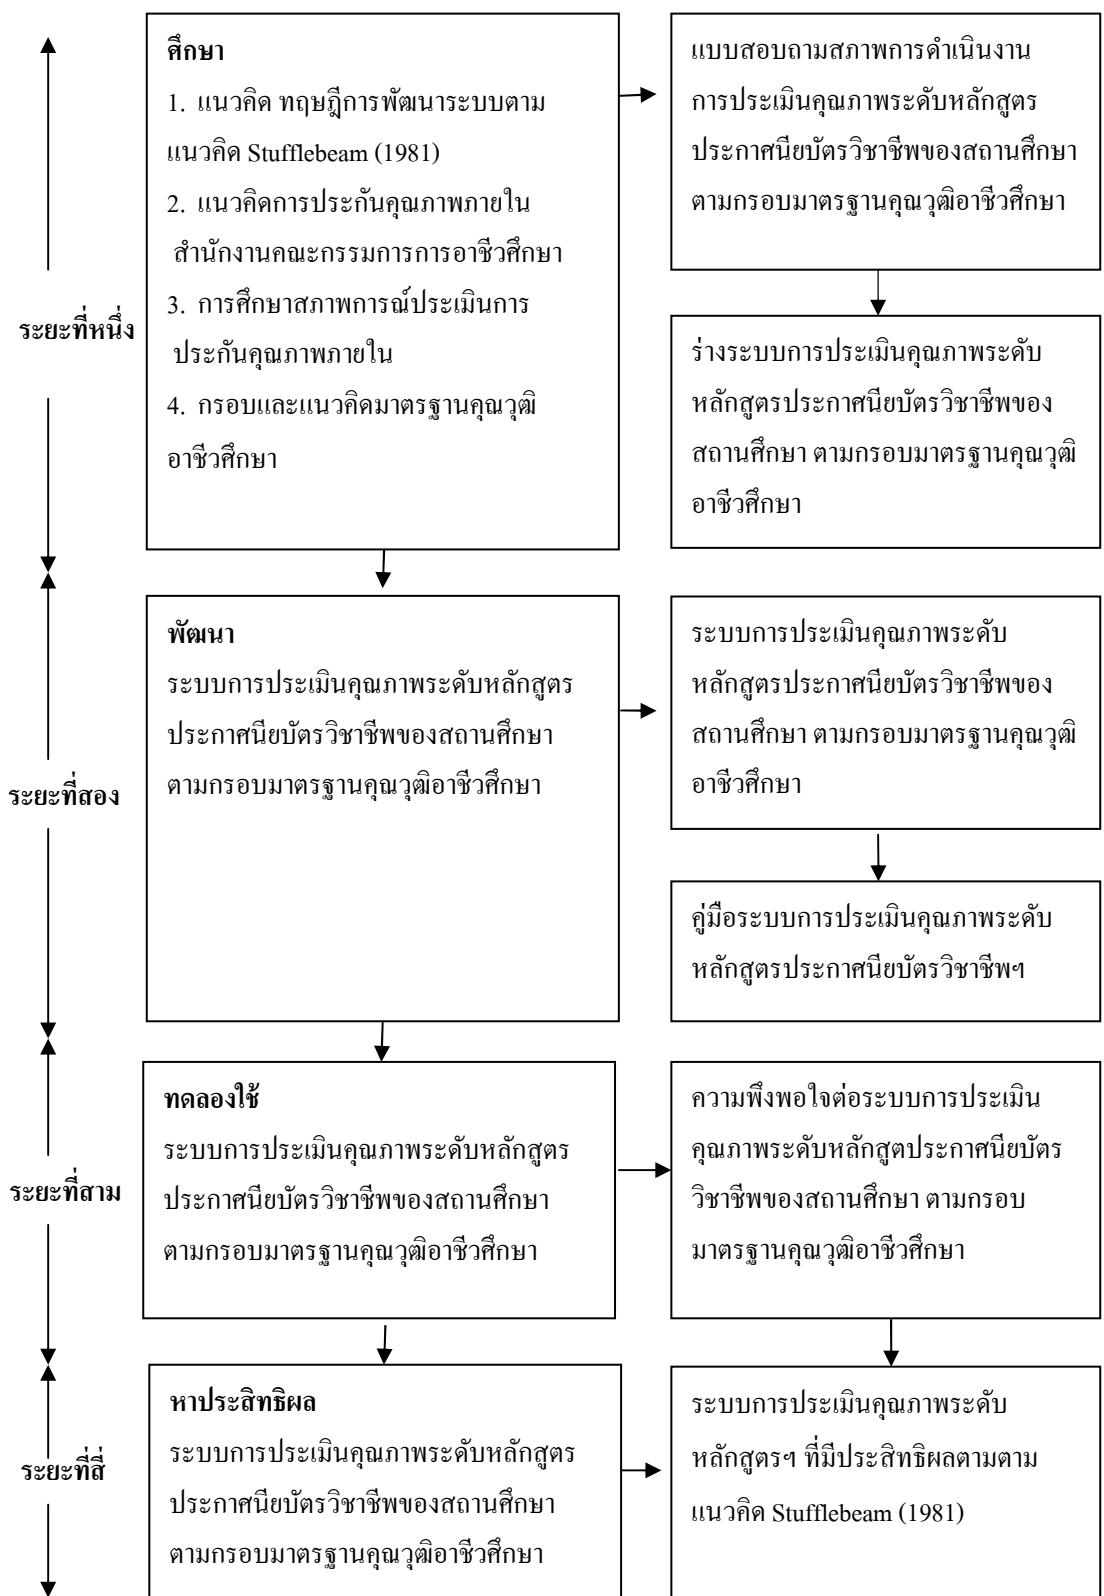 ระยะที่หนึ่ง
ศึกษา
1. แนวคิด ทฤษฎีการพัฒนาระบบตาม
แนวคิด Stufflebeam (1981)
2. แนวคิดการประกันคุณภาพภายใน
สำนักงานคณะกรรมการการอาชีวศึกษา
3. การศึกษาสภาพการณ์ประเมินการ
ประกันคุณภาพภายใน
4. กรอบและแนวคิดมาตรฐานคุณวุฒิ
อาชีวศึกษา
แบบสอบถามสภาพการดำเนินงาน
การประเมินคุณภาพระดับหลักสูตร
ประกาศนียบัตรวิชาชีพของสถานศึกษา
ตามกรอบมาตรฐานคุณวุฒิอาชีวศึกษา
ร่างระบบการประเมินคุณภาพระดับ
หลักสูตรประกาศนียบัตรวิชาชีพของ
สถานศึกษา ตามกรอบมาตรฐานคุณวุฒิ
อาชีวศึกษา
ระยะที่สอง
พัฒนา
ระบบการประเมินคุณภาพระดับหลักสูตร
ประกาศนียบัตรวิชาชีพของสถานศึกษา
ตามกรอบมาตรฐานคุณวุฒิอาชีวศึกษา
ระบบการประเมินคุณภาพระดับ
หลักสูตรประกาศนียบัตรวิชาชีพของ
สถานศึกษา ตามกรอบมาตรฐานคุณวุฒิ
อาชีวศึกษา
คู่มือระบบการประเมินคุณภาพระดับ
หลักสูตรประกาศนียบัตรวิชาชีพฯ
ระยะที่สาม
ทดลองใช้
ระบบการประเมินคุณภาพระดับหลักสูตร
ประกาศนียบัตรวิชาชีพของสถานศึกษา
ตามกรอบมาตรฐานคุณวุฒิอาชีวศึกษา
ความพึงพอใจต่อระบบการประเมิน
คุณภาพระดับหลักสูตประกาศนียบัตร
วิชาชีพของสถานศึกษา ตามกรอบ
มาตรฐานคุณวุฒิอาชีวศึกษา
ระยะที่สี่
หาประสิทธิผล
ระบบการประเมินคุณภาพระดับหลักสูตร
ประกาศนียบัตรวิชาชีพของสถานศึกษา
ตามกรอบมาตรฐานคุณวุฒิอาชีวศึกษา
ระบบการประเมินคุณภาพระดับ
หลักสูตรฯ ที่มีประสิทธิผลตามตาม
แนวคิด Stufflebeam (1981)